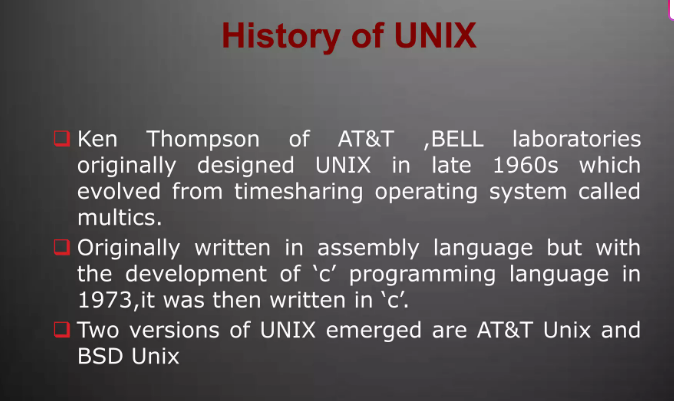 History of UNIX
Ken Thompson of AT&T ,BELL laboratories
originally designed UNIX in late 1960s which
evolved from timesharing operating system called
multics.
Originally written in assembly language but with
the development of ‘c’ programming language in
1973,it was then written in ‘c’.
Two versions of UNIX emerged are AT&T Unix and
BSD Unix